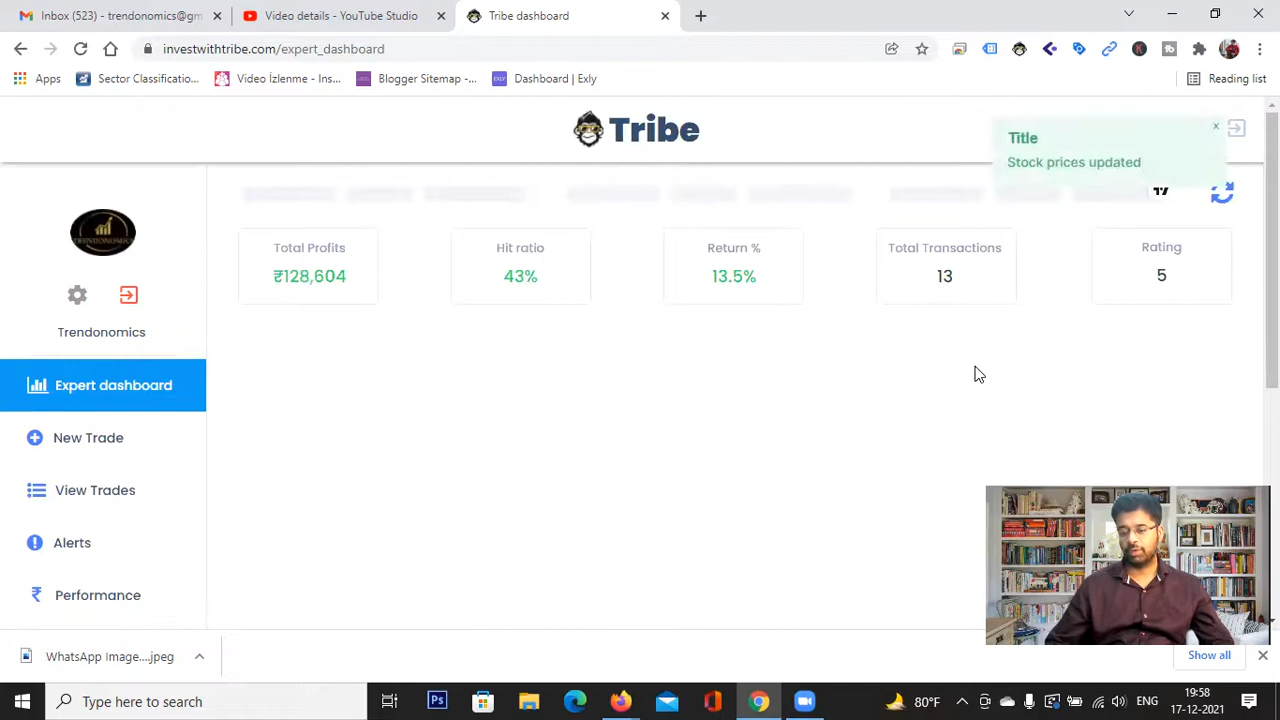 Inbox (523) - trendonomics@gm
Video details - YouTube Studio
Tribe dashboard
investwithtribe.com/expert_dashboard
Apps
Sector Classificatio...
Video İzlenme - Ins...
Blogger Sitemap -...
Dashboard | Exly
Reading list
Tribe
Title
Stock prices updated
TRENDONOMICS
Trendonomics
Total Profits
₹128,604
Hit ratio
43%
Return %
13.5%
Total Transactions
13
Rating
5
Expert dashboard
New Trade
View Trades
Alerts
Performance
WhatsApp Image....jpeg
Show all
Type here to search
Ps
80°F
ENG
19:58
17-12-2021